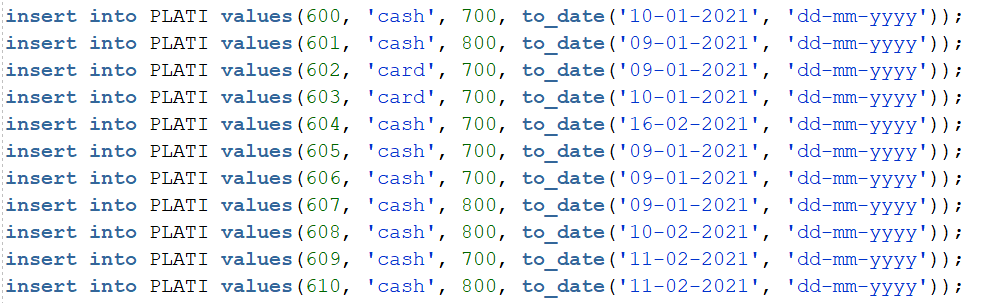 insert into PLATI values(600, 'cash', 700, to_date('10-01-2021', 'dd-mm-yyyy'));
insert into PLATI values(601, 'cash', 800, to_date('09-01-2021', 'dd-mm-yyyy'));
insert into PLATI values(602, 'card', 700, to_date('09-01-2021', 'dd-mm-yyyy'));
insert into PLATI values(603, 'card', 700, to_date('10-01-2021', 'dd-mm-yyyy'));
insert into PLATI values(604, 'cash', 700, to_date('16-02-2021', 'dd-mm-yyyy'));
insert into PLATI values(605, 'cash', 700, to_date('09-01-2021', 'dd-mm-yyyy'));
insert into PLATI values(606, 'cash', 700, to_date('09-01-2021', 'dd-mm-yyyy'));
insert into PLATI values(607, 'cash', 800, to_date('09-01-2021', 'dd-mm-yyyy'));
insert into PLATI values(608, 'cash', 800, to_date('10-02-2021', 'dd-mm-yyyy'));
insert into PLATI values(609, 'cash', 700, to_date('11-02-2021', 'dd-mm-yyyy'));
insert into PLATI values(610, 'cash', 800, to_date('11-02-2021', 'dd-mm-yyyy'));